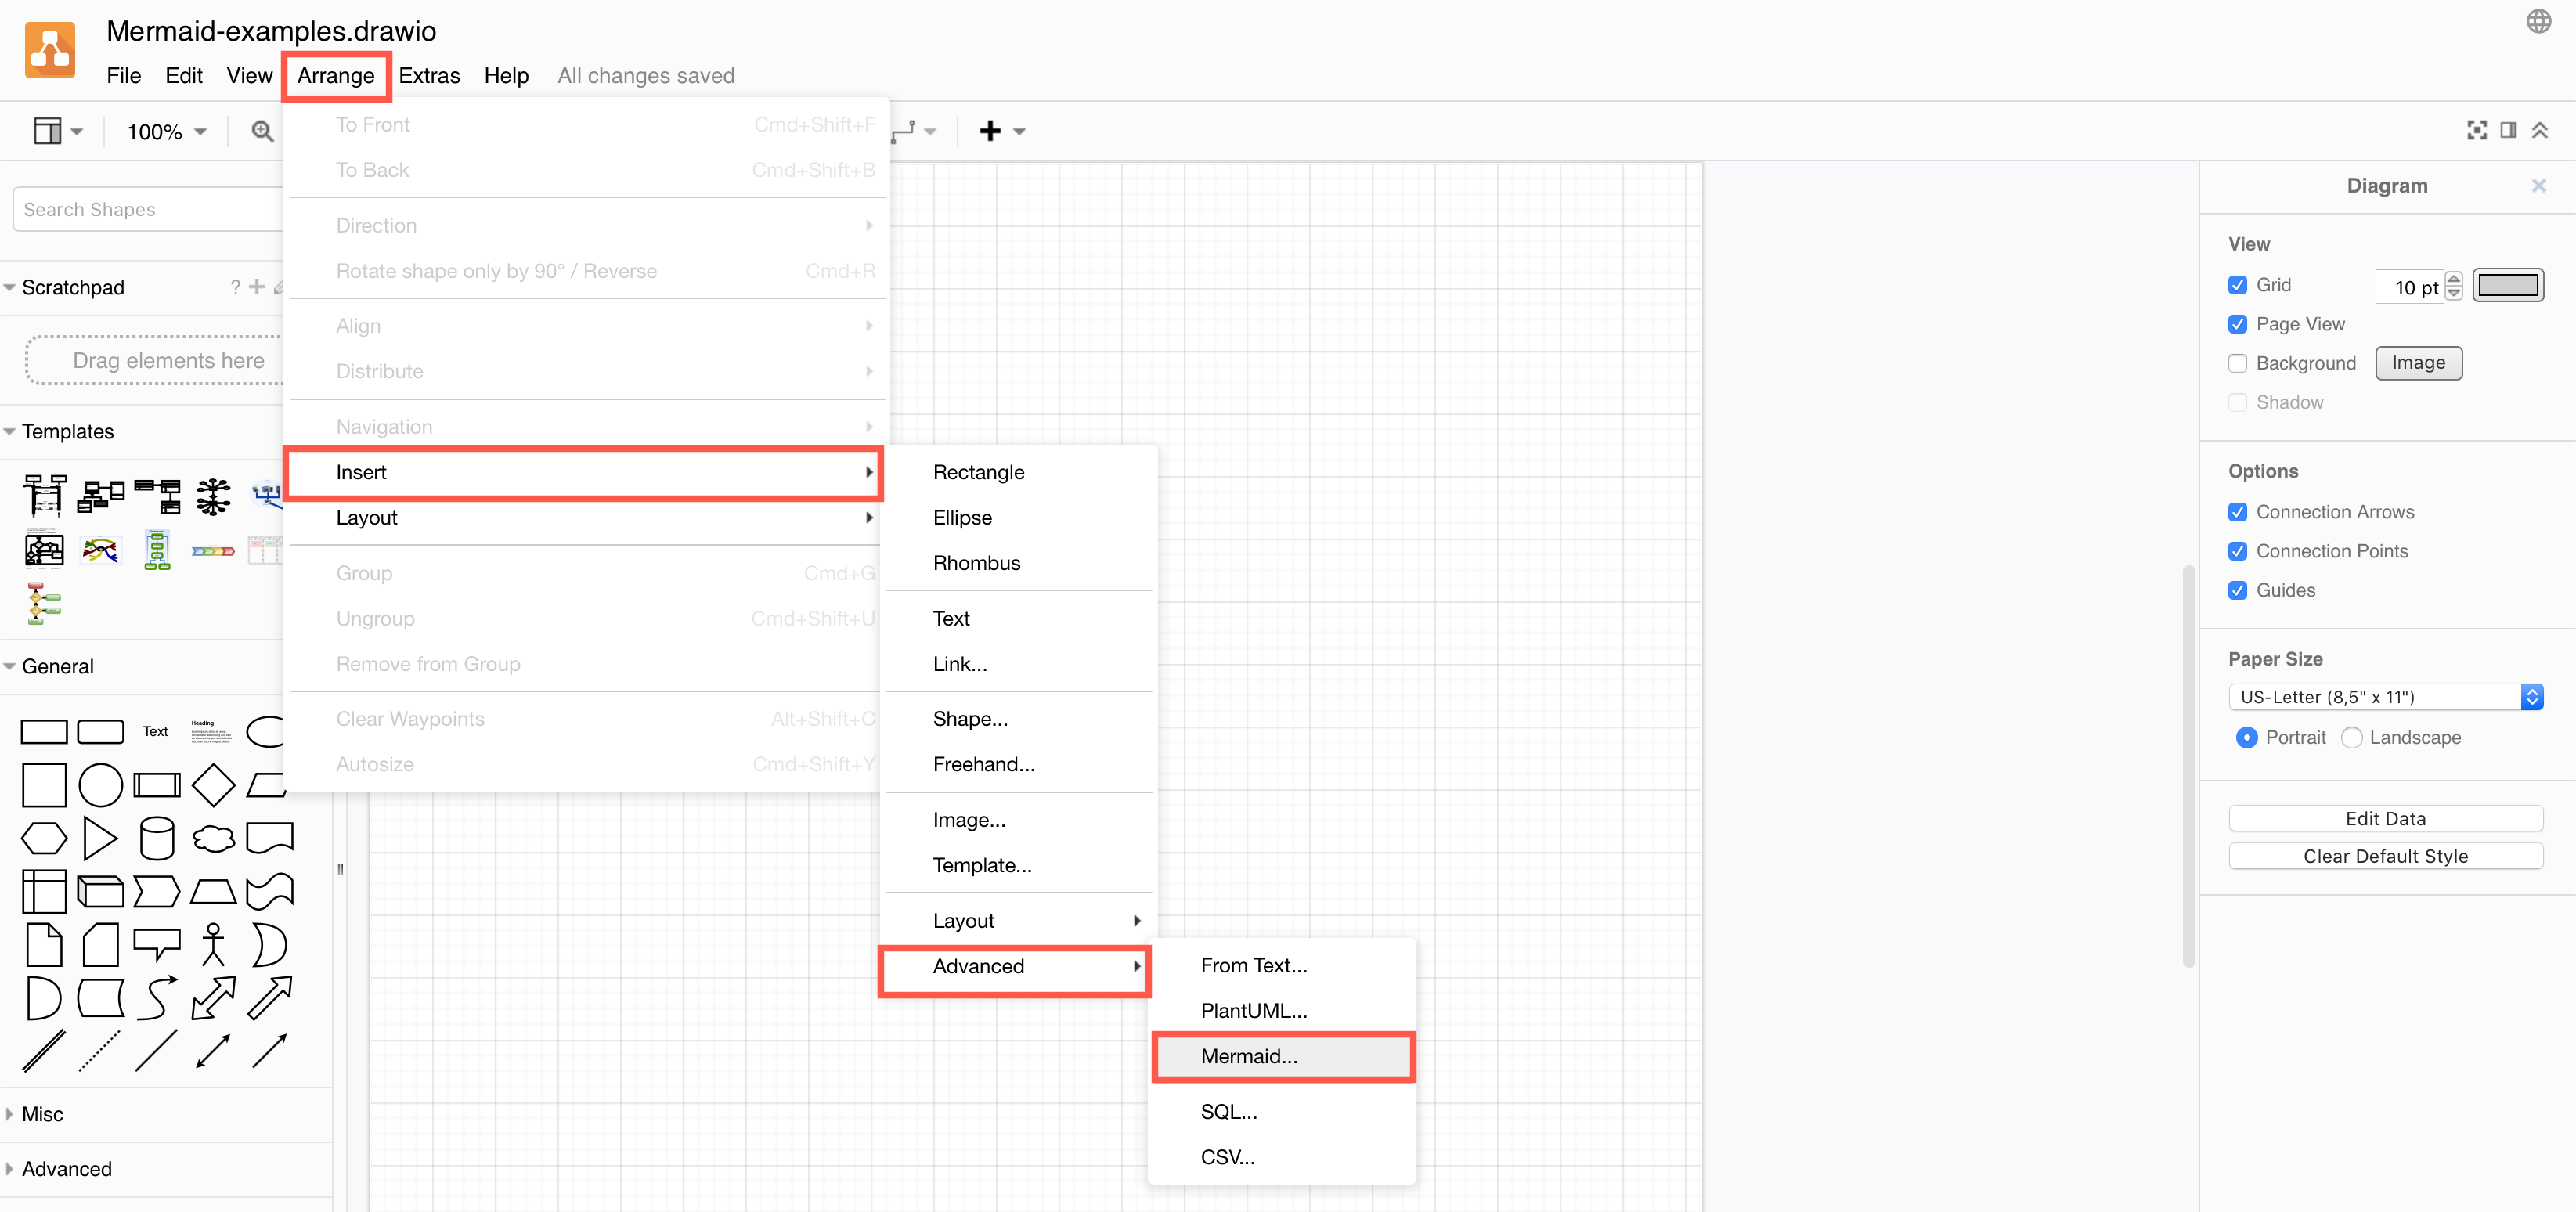 Mermaid-examples.drawio
File Edit View Arrange Extras Help All changes saved
100%
To Front Cmd+Shift+F
To Back Cmd+Shift+B
Direction
Rotate shape only by 90° / Reverse Cmd+R
Align
Distribute
Navigation
Insert
Layout
Group Cmd+G
Ungroup Cmd+Shift+U
Remove from Group
Clear Waypoints Alt+Shift+C
Autosize Cmd+Shift+Y
Rectangle
Ellipse
Rhombus
Text
Link...
Shape...
Freehand...
Image...
Template...
Layout
Advanced
From Text...
PlantUML...
Mermaid...
SQL...
CSV...
Search Shapes
Scratchpad ?
Drag elements here
Templates
General
Text
Heading
Misc
Advanced
Diagram
View
Grid 10 pt
Page View
Background Image
Shadow
Options
Connection Arrows
Connection Points
Guides
Paper Size
US-Letter (8,5" x 11")
Portrait Landscape
Edit Data
Clear Default Style